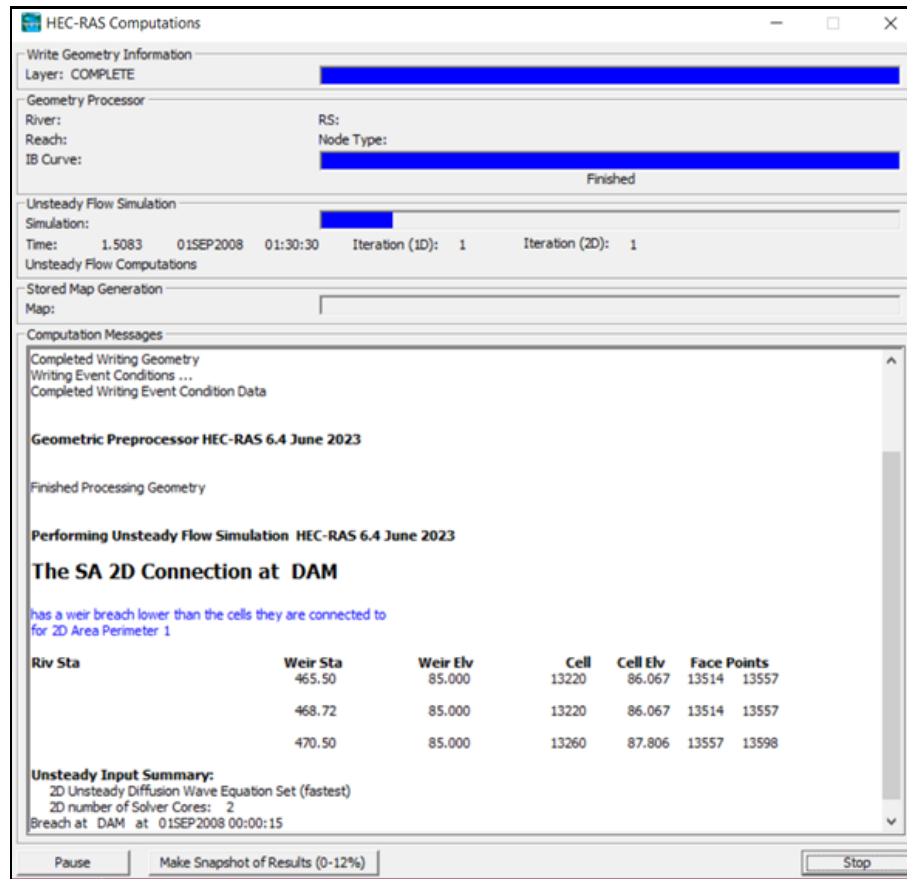 HEC-RAS Computations
Write Geometry Information
Layer: COMPLETE
Geometry Processor
River: RS:
Reach: Node Type:
IB Curve:
Finished
Unsteady Flow Simulation
Simulation:
Time: 1.5083 01SEP2008 01:30:30 Iteration (1D): 1 Iteration (2D): 1
Unsteady Flow Computations
Stored Map Generation
Map:
Computation Messages
Completed Writing Geometry
Writing Event Conditions ...
Completed Writing Event Condition Data
Geometric Preprocessor HEC-RAS 6.4 June 2023
Finished Processing Geometry
Performing Unsteady Flow Simulation HEC-RAS 6.4 June 2023
The SA 2D Connection at DAM
has a weir breach lower than the cells they are connected to
for 2D Area Perimeter 1
Riv Sta Weir Sta Weir Elv Cell Cell Elv Face Points
465.50 85.000 13220 86.067 13514 13557
468.72 85.000 13220 86.067 13514 13557
470.50 85.000 13260 87.806 13557 13598
Unsteady Input Summary:
2D Unsteady Diffusion Wave Equation Set (fastest)
2D number of Solver Cores: 2
Breach at DAM at 01SEP2008 00:00:15
Pause Make Snapshot of Results (0-12%) Stop